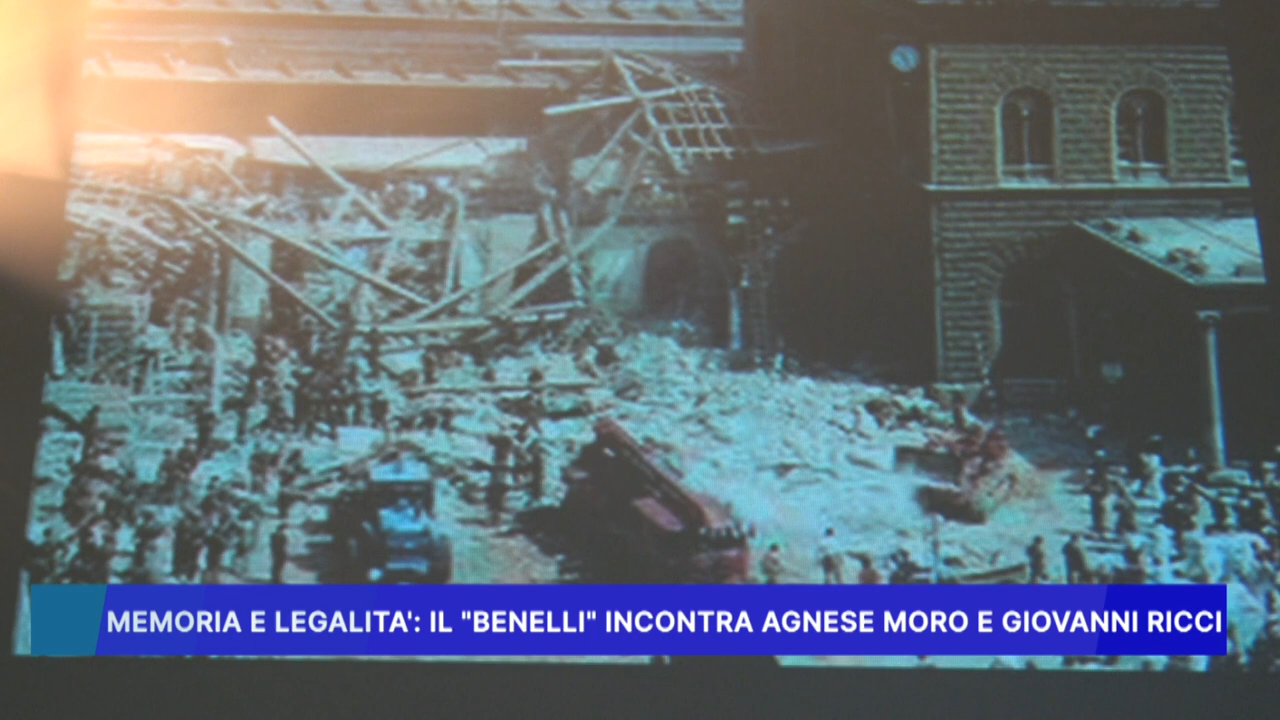 MEMORIA E LEGALITA': IL "BENELLI" INCONTRA AGNESE MORO E GIOVANNI RICCI